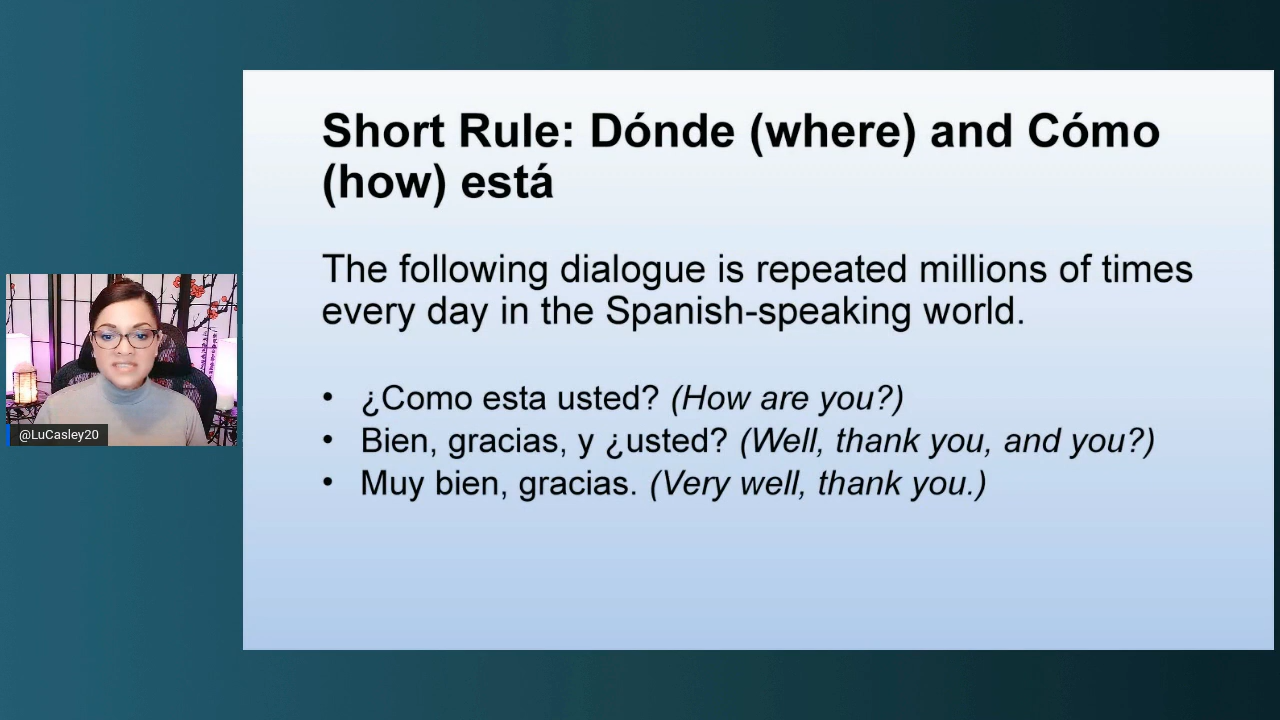 Short Rule: Dónde (where) and Cómo
(how) está
The following dialogue is repeated millions of times
every day in the Spanish-speaking world.
• ¿Como esta usted? (How are you?)
• Bien, gracias, y ¿usted? (Well, thank you, and you?)
• Muy bien, gracias. (Very well, thank you.)
@LuCasley20